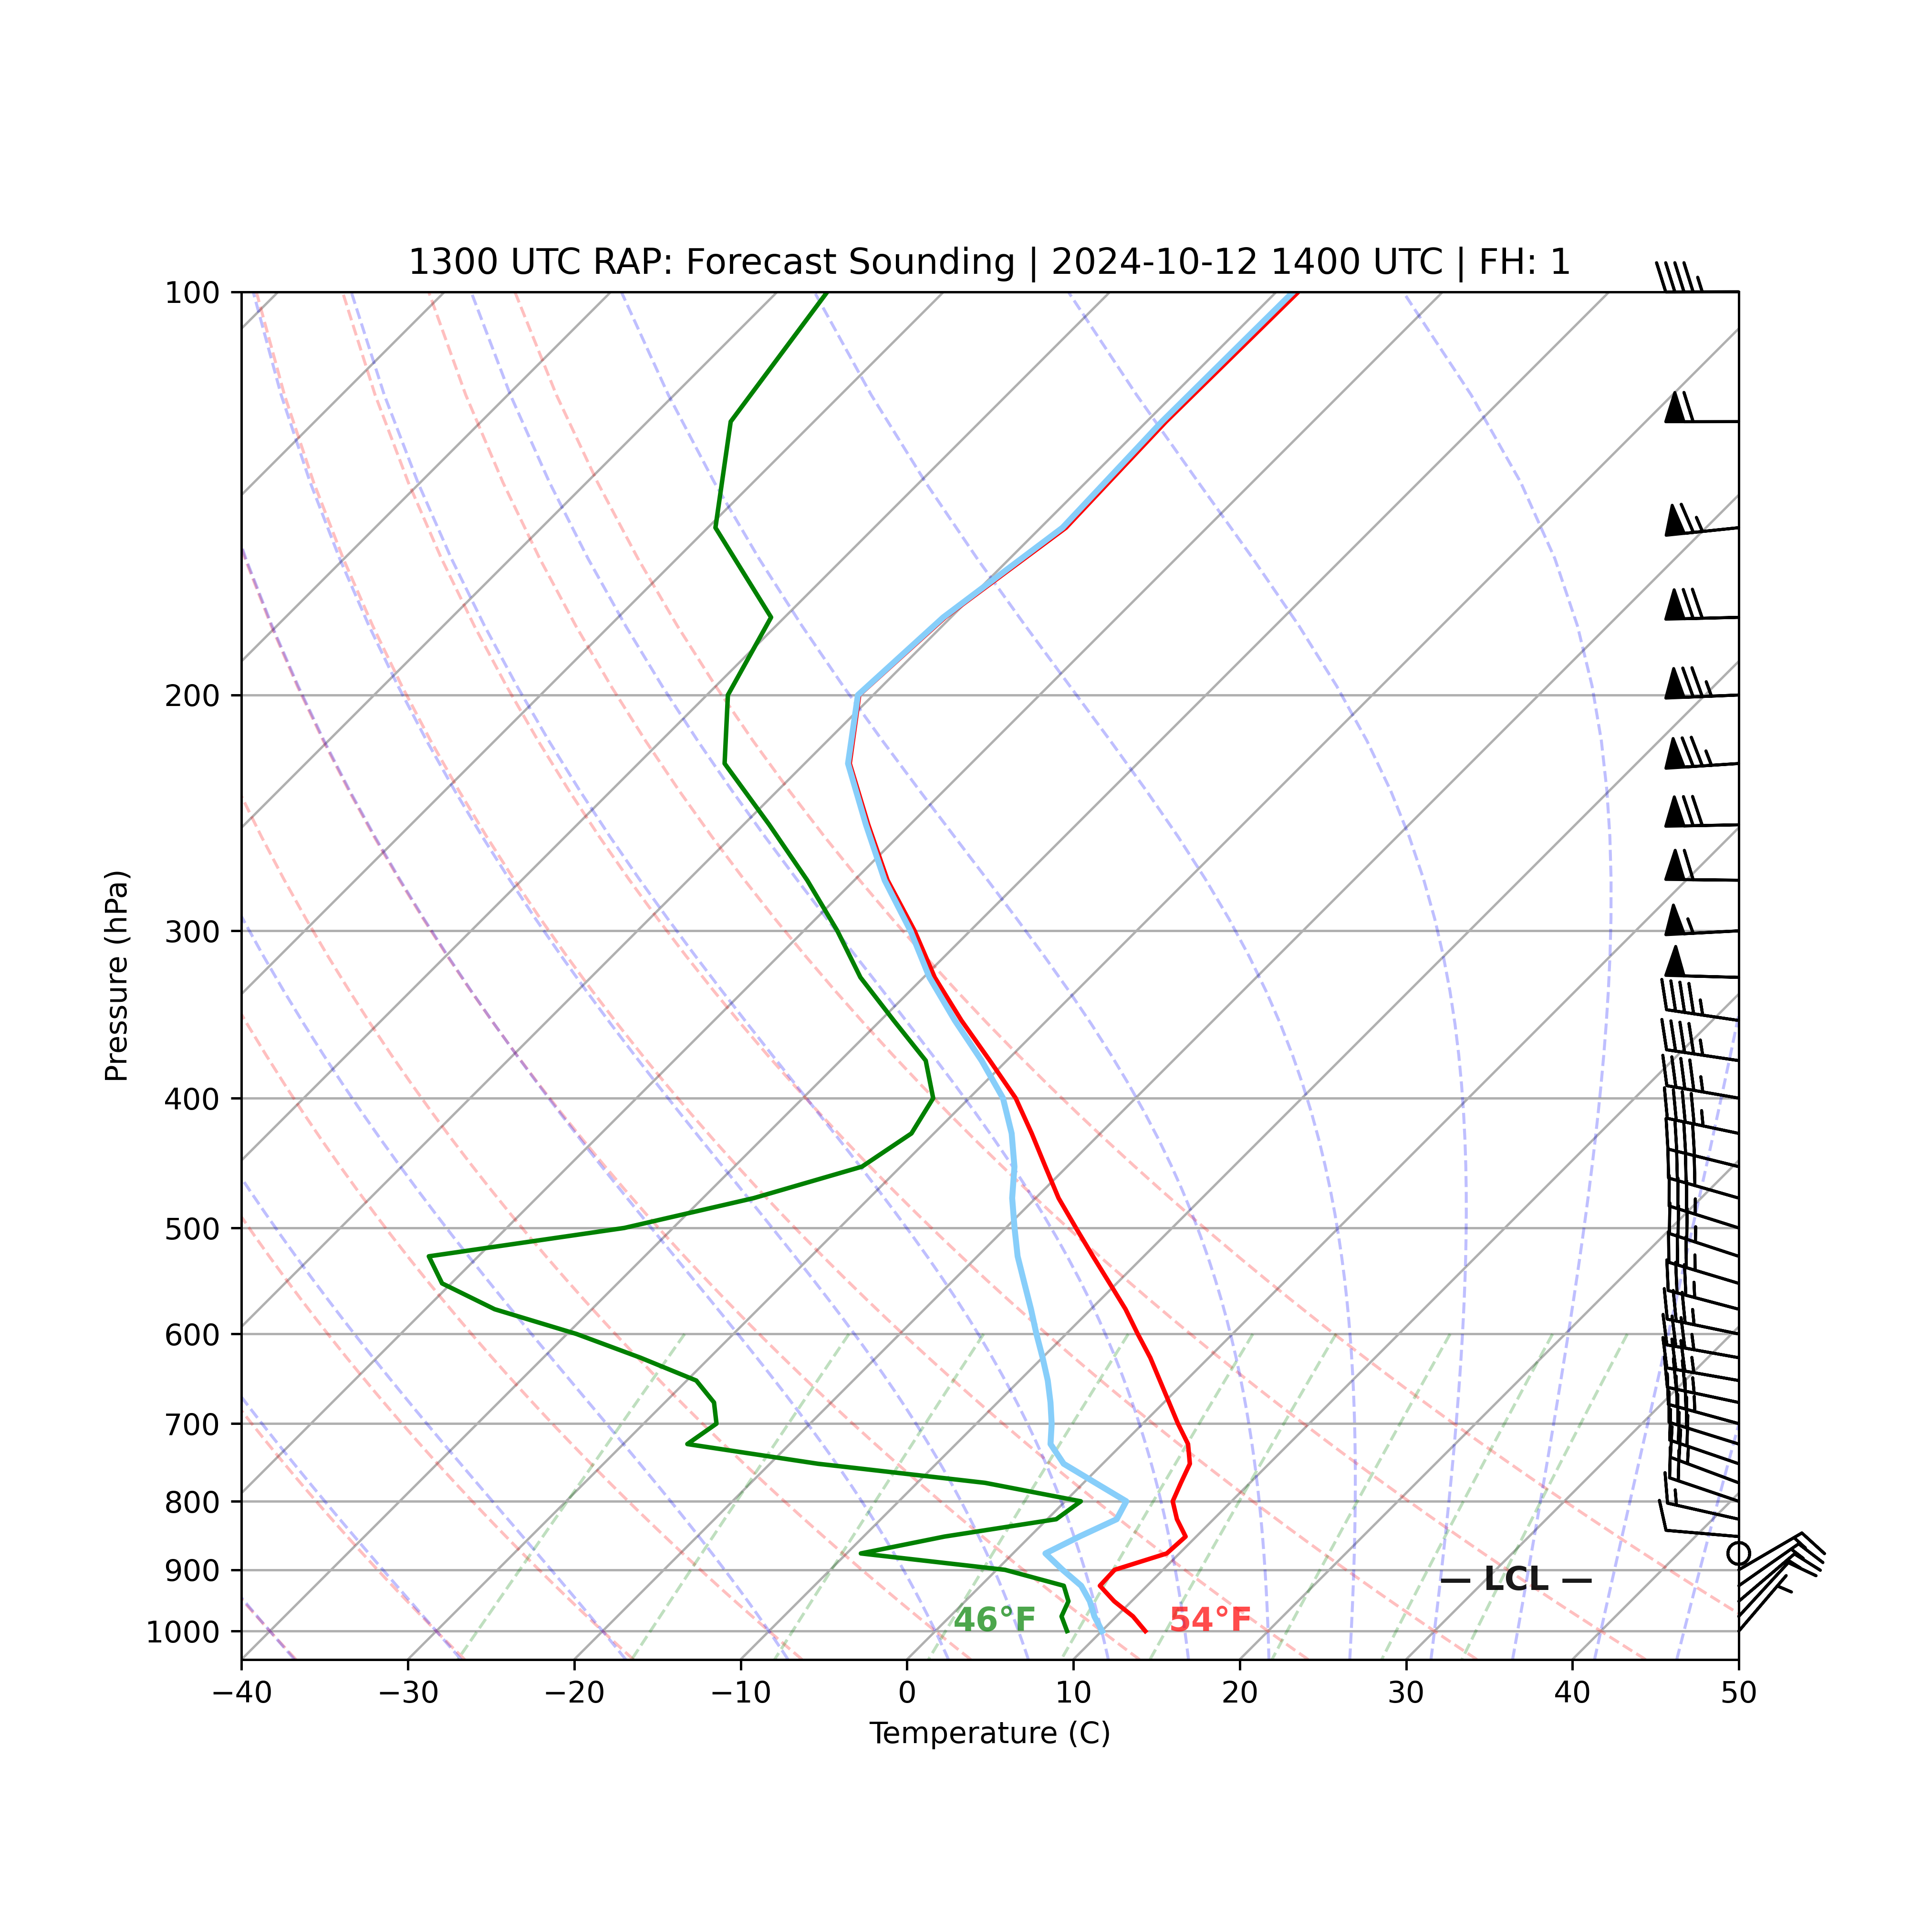 1300 UTC RAP: Forecast Sounding | 2024-10-12 1400 UTC | FH: 1
100
200
300
400
500
600
700
800
900
1000
Pressure (hPa)
— LCL —
46°F
54°F
−40 −30 −20 −10 0 10 20 30 40 50
Temperature (C)